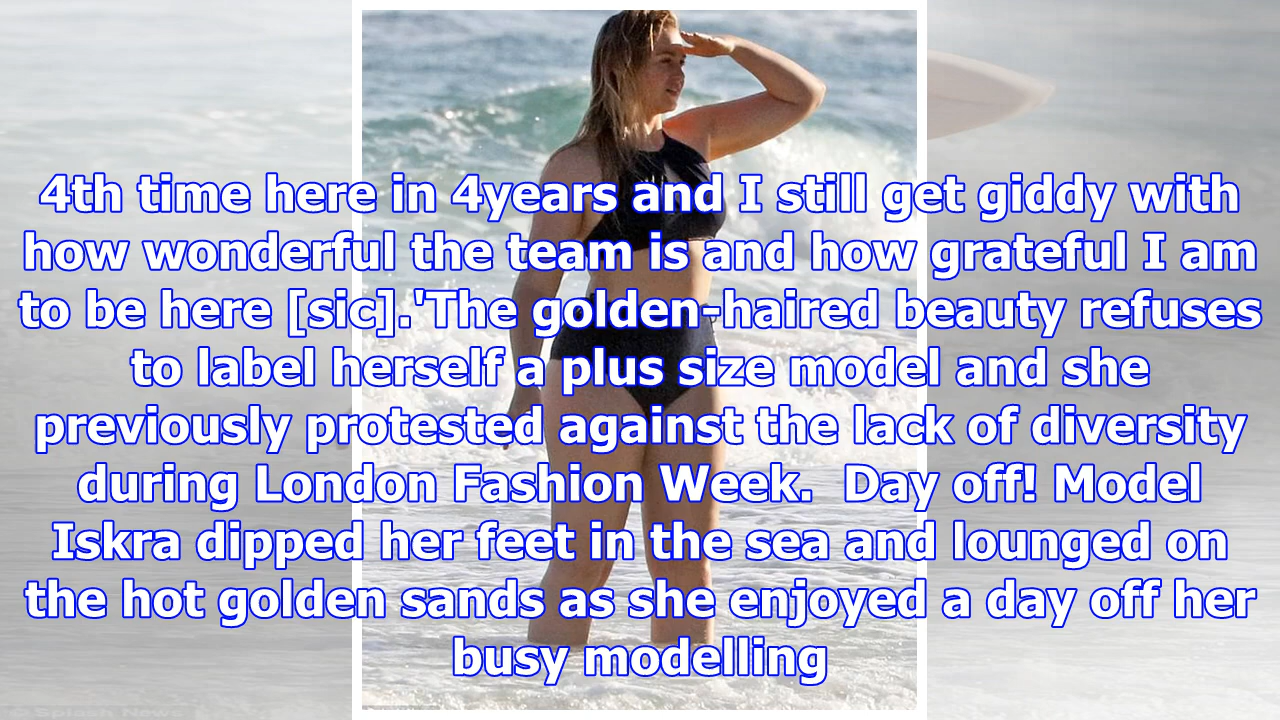 4th time here in 4years and I still get giddy with
how wonderful the team is and how grateful I am
to be here [sic].'The golden-haired beauty refuses
to label herself a plus size model and she
previously protested against the lack of diversity
during London Fashion Week.  Day off! Model
Iskra dipped her feet in the sea and lounged on
the hot golden sands as she enjoyed a day off her
busy modelling
© Splash News